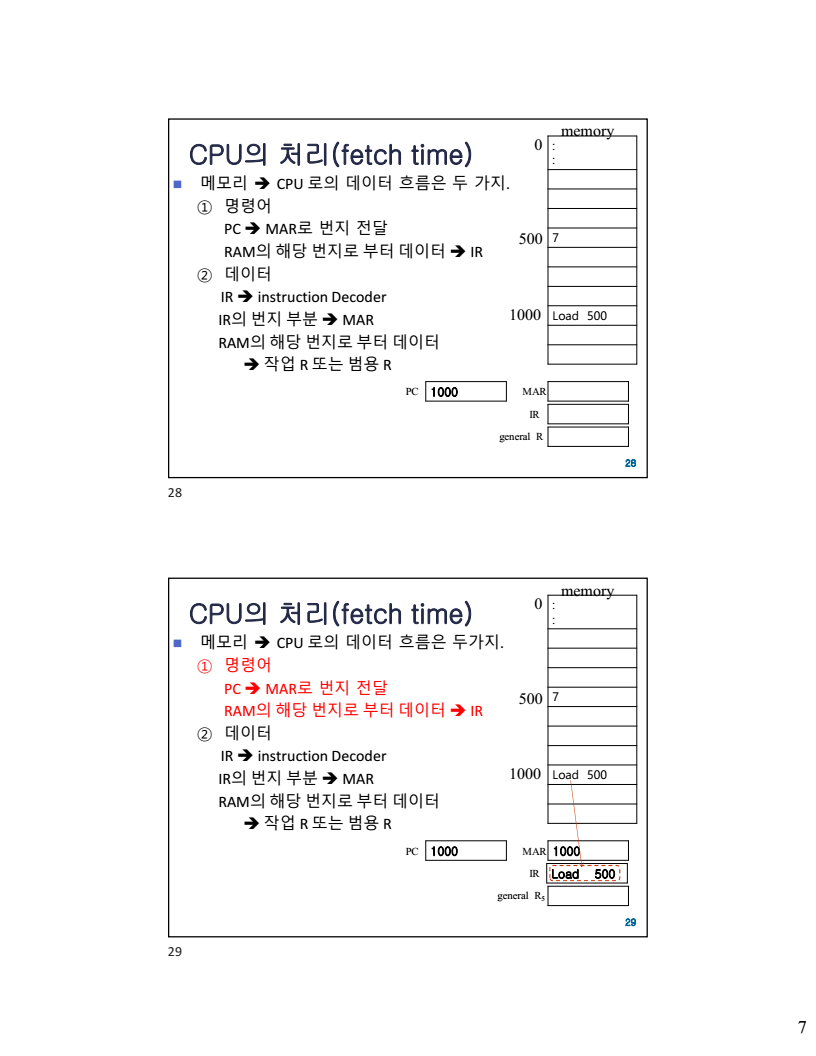 CPU의 처리(fetch time)
■ 메모리 ➔ CPU 로의 데이터 흐름은 두 가지.
① 명령어
PC ➔ MAR로 번지 전달
RAM의 해당 번지로 부터 데이터 ➔ IR
② 데이터
IR ➔ instruction Decoder
IR의 번지 부분 ➔ MAR
RAM의 해당 번지로 부터 데이터
➔ 작업 R 또는 범용 R
memory
0 :
:
500 7
1000 Load 500
PC 1000 MAR
IR
general R
28
28
CPU의 처리(fetch time)
■ 메모리 ➔ CPU 로의 데이터 흐름은 두가지.
① 명령어
PC ➔ MAR로 번지 전달
RAM의 해당 번지로 부터 데이터 ➔ IR
② 데이터
IR ➔ instruction Decoder
IR의 번지 부분 ➔ MAR
RAM의 해당 번지로 부터 데이터
➔ 작업 R 또는 범용 R
memory
0 :
:
500 7
1000 Load 500
PC 1000 MAR 1000
IR Load 500
general R₅
29
29
7